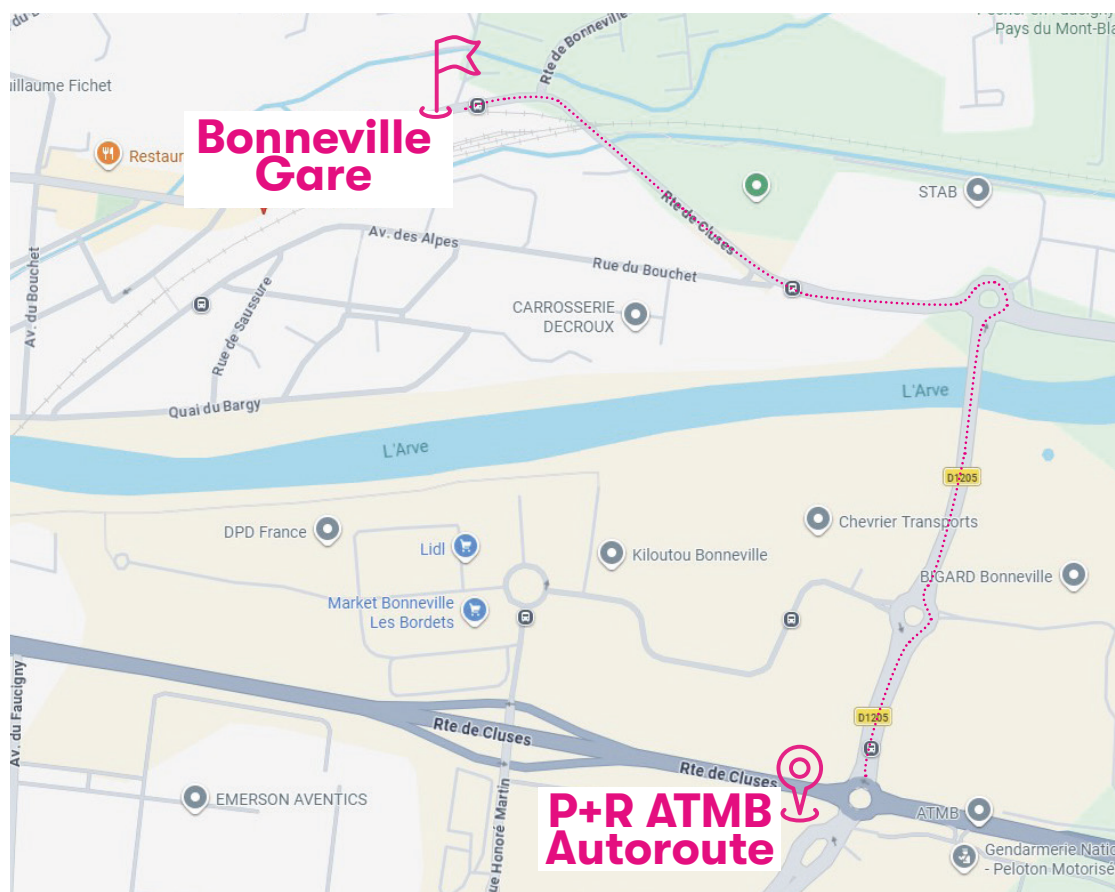 Pays du Mont-Bla
Rte de Bonneville
uillaume Fichet
Bonneville
Gare
Restaur
STAB
Rte de Cluses
Av. des Alpes
Rue du Bouchet
Av. du Bouchet
Rue de Saussure
CARROSSERIE
DECROUX
Quai du Bargy
L'Arve
L'Arve
D1205
DPD France
Lidl
Chevrier Transports
Kiloutou Bonneville
BIGARD Bonneville
Market Bonneville
Les Bordets
Av. du Faucigny
D1205
Rte de Cluses
Rte de Cluses
EMERSON AVENTICS
ue Honoré Martin
P+R ATMB
Autoroute
ATMB
Gendarmerie Natio
- Peloton Motorisé